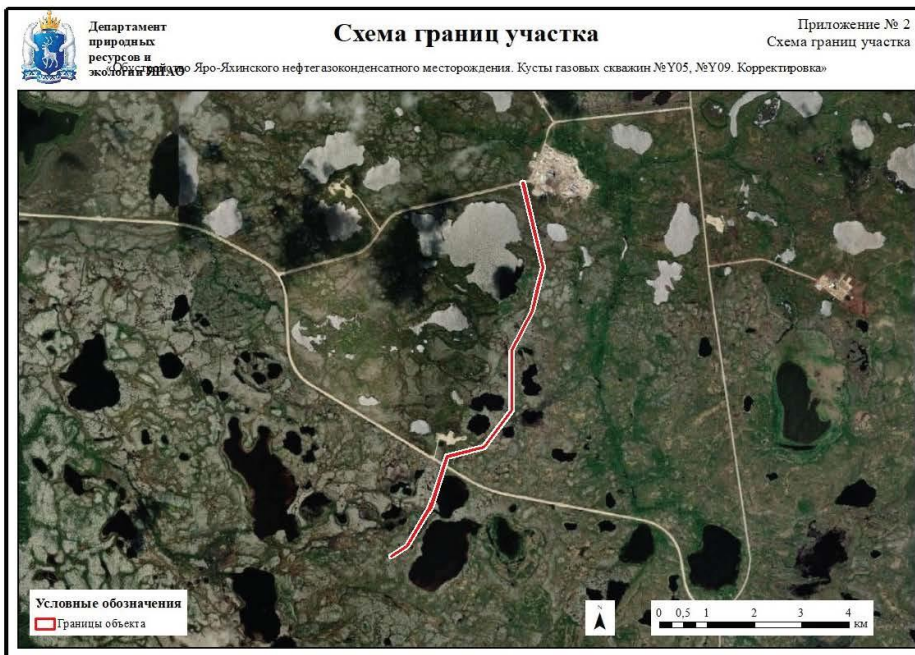 Департамент
природных
ресурсов и
экологии ЯНАО
Схема границ участка
Приложение № 2
Схема границ участка
«Обустройство Яро-Яхинского нефтегазоконденсатного месторождения. Кусты газовых скважин №Y05, №Y09. Корректировка»
Условные обозначения
Границы объекта
N
0 0,5 1 2 3 4
км